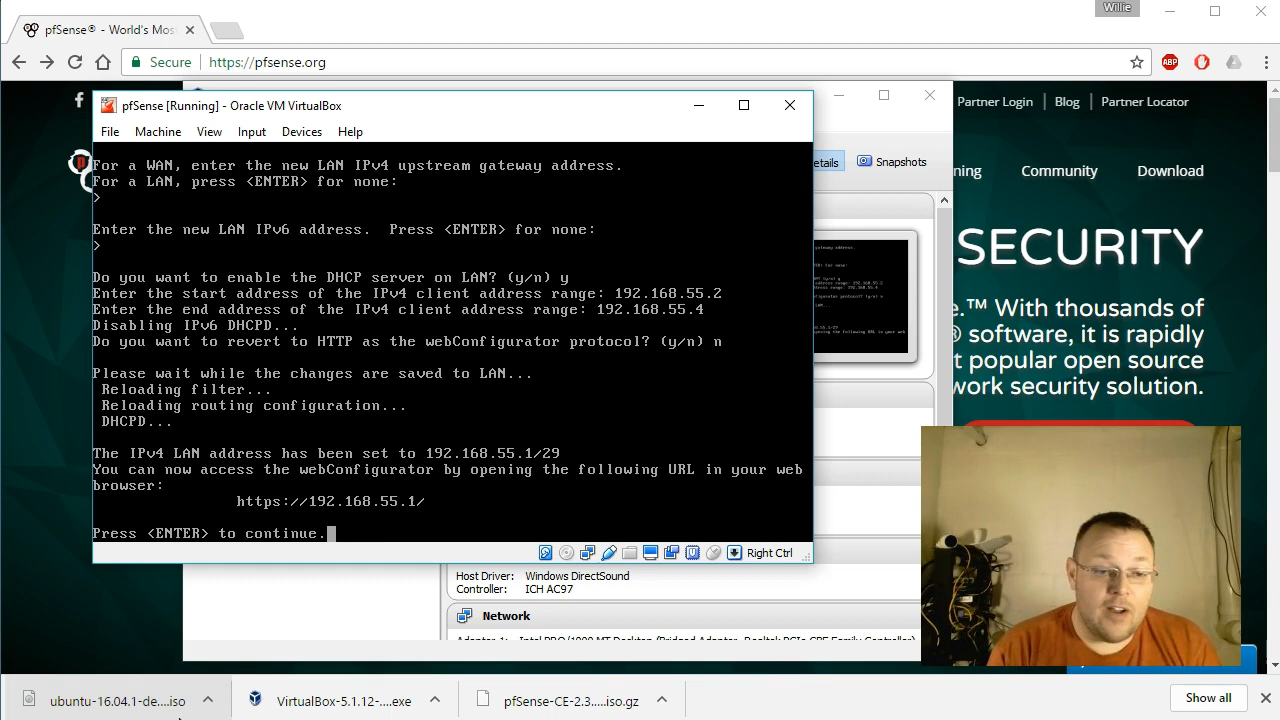 Willie
pfSense® - World's Mos
Secure
https://pfsense.org
ABP
pfSense [Running] - Oracle VM VirtualBox
File Machine View Input Devices Help
Partner Login | Blog | Partner Locator
etails
Snapshots
ning
Community
Download
For a WAN, enter the new LAN IPv4 upstream gateway address.
For a LAN, press <ENTER> for none:
>
Enter the new LAN IPv6 address.  Press <ENTER> for none:
>
Do you want to enable the DHCP server on LAN? (y/n) y
Enter the start address of the IPv4 client address range: 192.168.55.2
Enter the end address of the IPv4 client address range: 192.168.55.4
Disabling IPv6 DHCPD...
Do you want to revert to HTTP as the webConfigurator protocol? (y/n) n
Please wait while the changes are saved to LAN...
Reloading filter...
Reloading routing configuration...
DHCPD...
The IPv4 LAN address has been set to 192.168.55.1/29
You can now access the webConfigurator by opening the following URL in your web
browser:
https://192.168.55.1/
Press <ENTER> to continue.
Right Ctrl
SECURITY
e.™ With thousands of
® software, it is rapidly
t popular open source
work security solution.
Host Driver: Windows DirectSound
Controller: ICH AC97
Network
ubuntu-16.04.1-de....iso
VirtualBox-5.1.12-....exe
pfSense-CE-2.3.....iso.gz
Show all